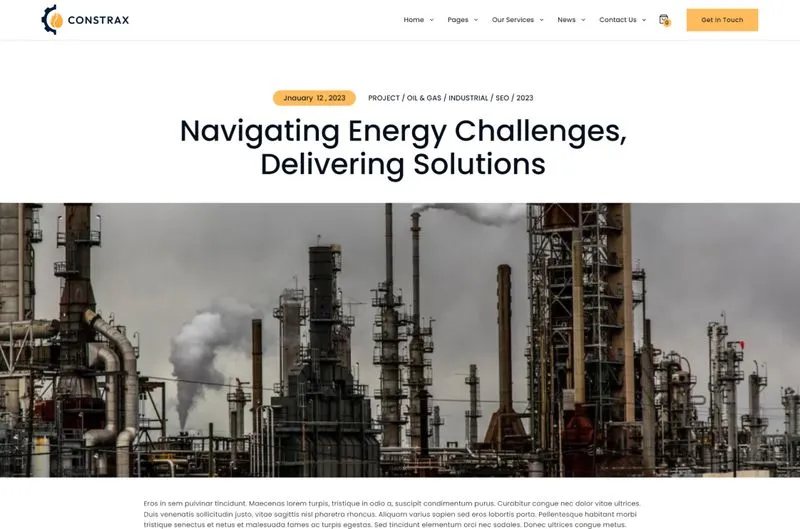 CONSTRAX
Home Pages Our Services News Contact Us 0 Get in Touch
Jnauary 12 , 2023 PROJECT / OIL & GAS / INDUSTRIAL / SEO / 2023
Navigating Energy Challenges,
Delivering Solutions
Eros in sem pulvinar tincidunt. Maecenas lorem turpis, tristique in odio a, suscipit condimentum purus. Curabitur congue nec dolor vitae ultrices.
Duis venenatis sollicitudin justo, vitae sagittis nisl pharetra rhoncus. Aliquam varius sapien sed eros lobortis porta. Pellentesque habitant morbi
tristique senectus et netus et malesuada fames ac turpis egestas. Sed tincidunt elementum orci nec sodales. Donec ultrices congue metus.